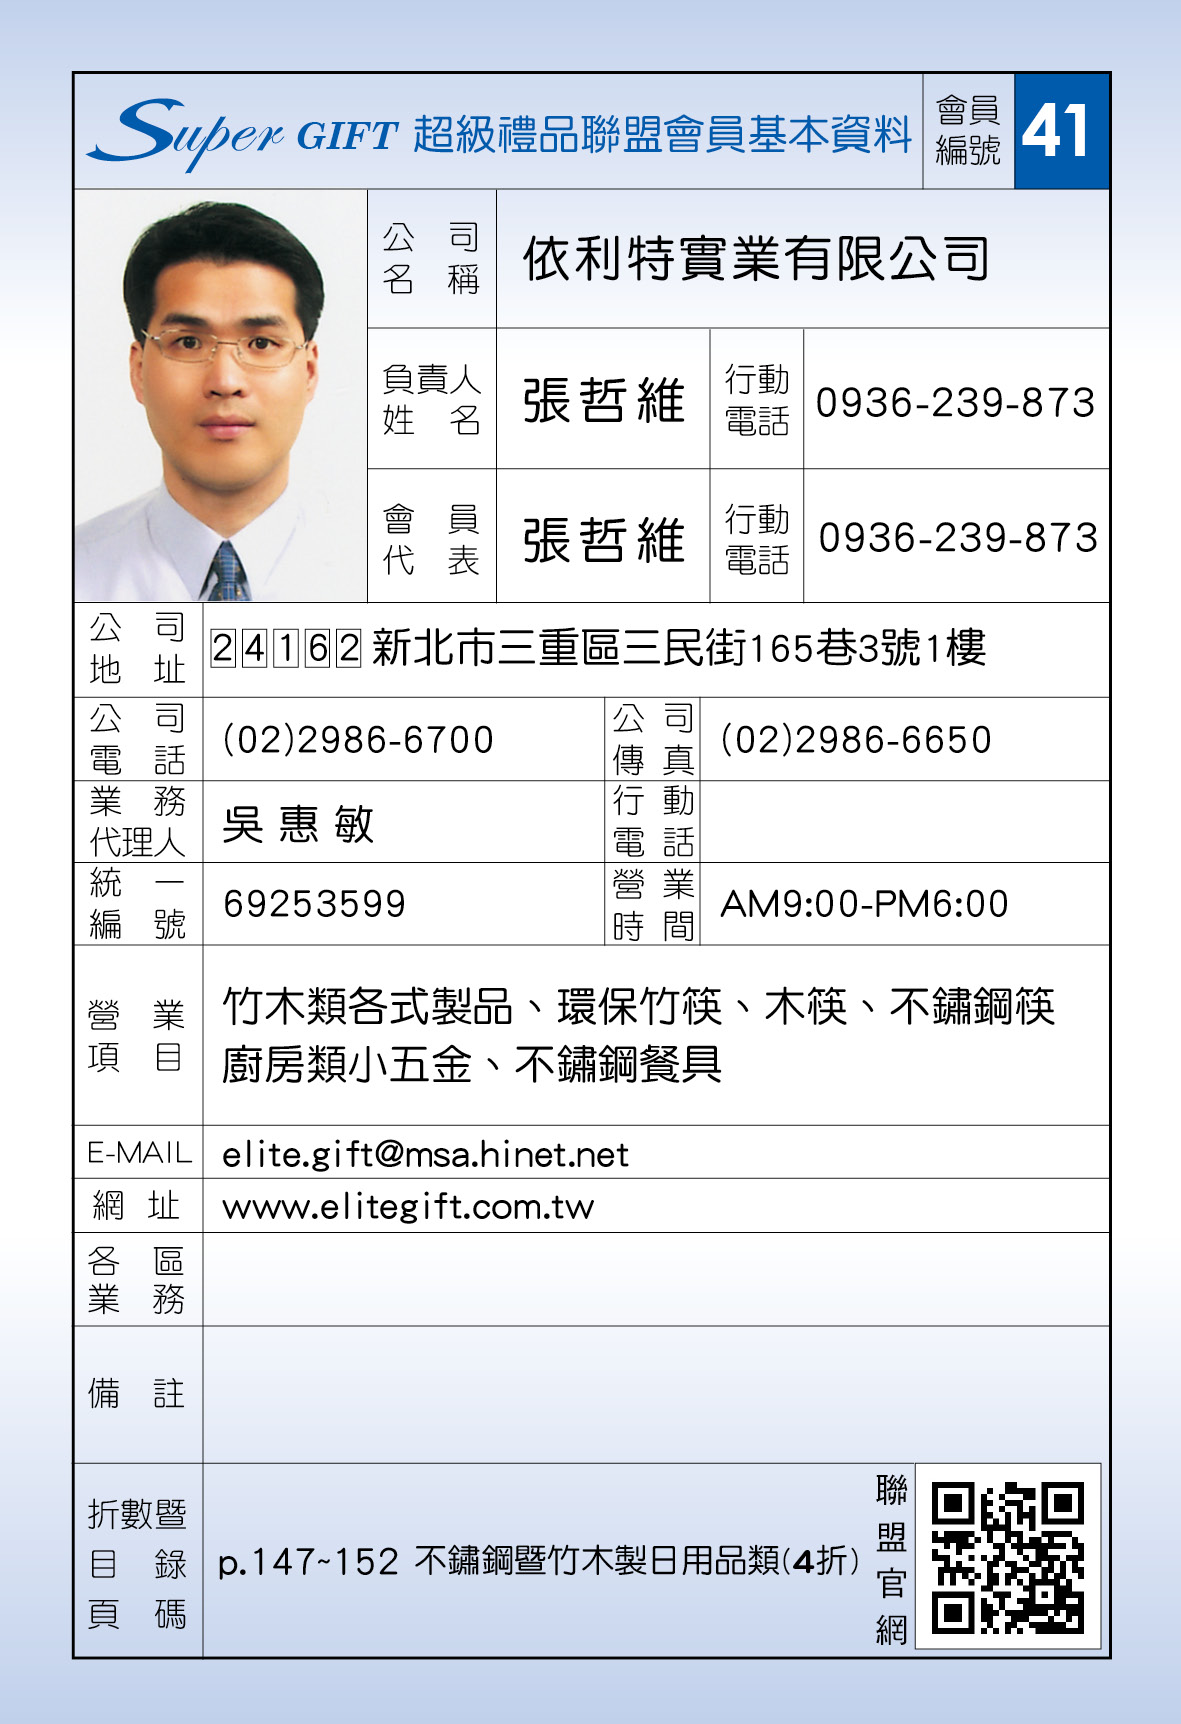 Super GIFT 超級禮品聯盟會員基本資料
會員
編號
41
公司
名稱
依利特實業有限公司
負責人
姓名
張哲維
行動
電話
0936-239-873
會員
代表
張哲維
行動
電話
0936-239-873
公司
地址
24162 新北市三重區三民街165巷3號1樓
公司
電話
(02)2986-6700
公司
傳真
(02)2986-6650
業務
代理人
吳惠敏
行動
電話
統一
編號
69253599
營業
時間
AM9:00-PM6:00
營業
項目
竹木類各式製品、環保竹筷、木筷、不鏽鋼筷
廚房類小五金、不鏽鋼餐具
E-MAIL
elite.gift@msa.hinet.net
網址
www.elitegift.com.tw
各區
業務
備註
折數暨
目錄
頁碼
p.147~152 不鏽鋼暨竹木製日用品類(4折)
聯盟官網